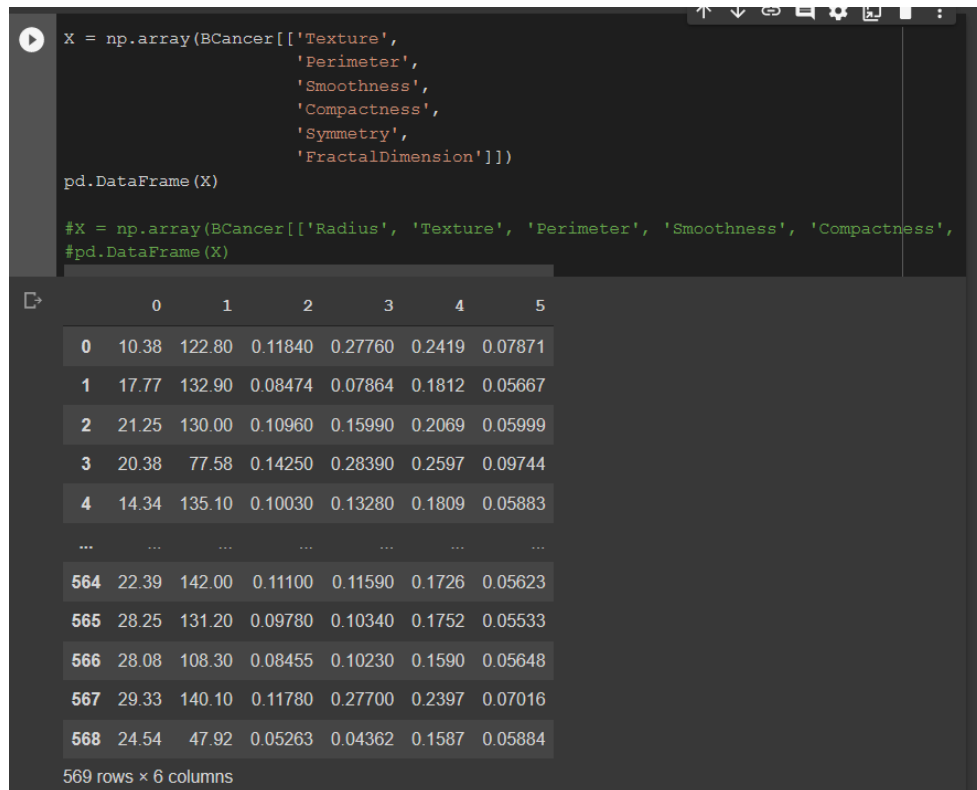 X = np.array(BCancer[['Texture',
'Perimeter',
'Smoothness',
'Compactness',
'Symmetry',
'FractalDimension']])
pd.DataFrame(X)
#X = np.array(BCancer[['Radius', 'Texture', 'Perimeter', 'Smoothness', 'Compactness',
#pd.DataFrame(X)
0 1 2 3 4 5
0 10.38 122.80 0.11840 0.27760 0.2419 0.07871
1 17.77 132.90 0.08474 0.07864 0.1812 0.05667
2 21.25 130.00 0.10960 0.15990 0.2069 0.05999
3 20.38 77.58 0.14250 0.28390 0.2597 0.09744
4 14.34 135.10 0.10030 0.13280 0.1809 0.05883
... ... ... ... ... ... ...
564 22.39 142.00 0.11100 0.11590 0.1726 0.05623
565 28.25 131.20 0.09780 0.10340 0.1752 0.05533
566 28.08 108.30 0.08455 0.10230 0.1590 0.05648
567 29.33 140.10 0.11780 0.27700 0.2397 0.07016
568 24.54 47.92 0.05263 0.04362 0.1587 0.05884
569 rows × 6 columns